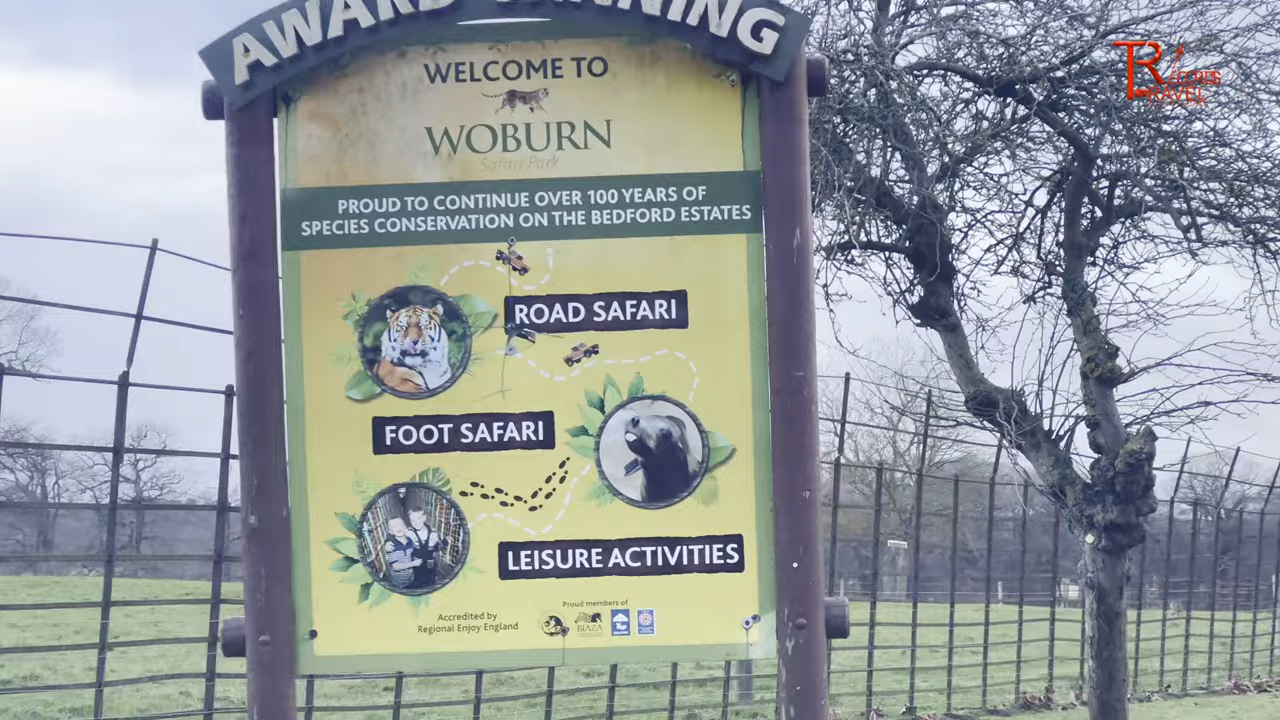 AWARD WINNING
WELCOME TO
WOBURN
Safari Park
PROUD TO CONTINUE OVER 100 YEARS OF
SPECIES CONSERVATION ON THE BEDFORD ESTATES
ROAD SAFARI
FOOT SAFARI
LEISURE ACTIVITIES
Accredited by
Regional Enjoy England
Proud members of
BIAZA
TRAVEL